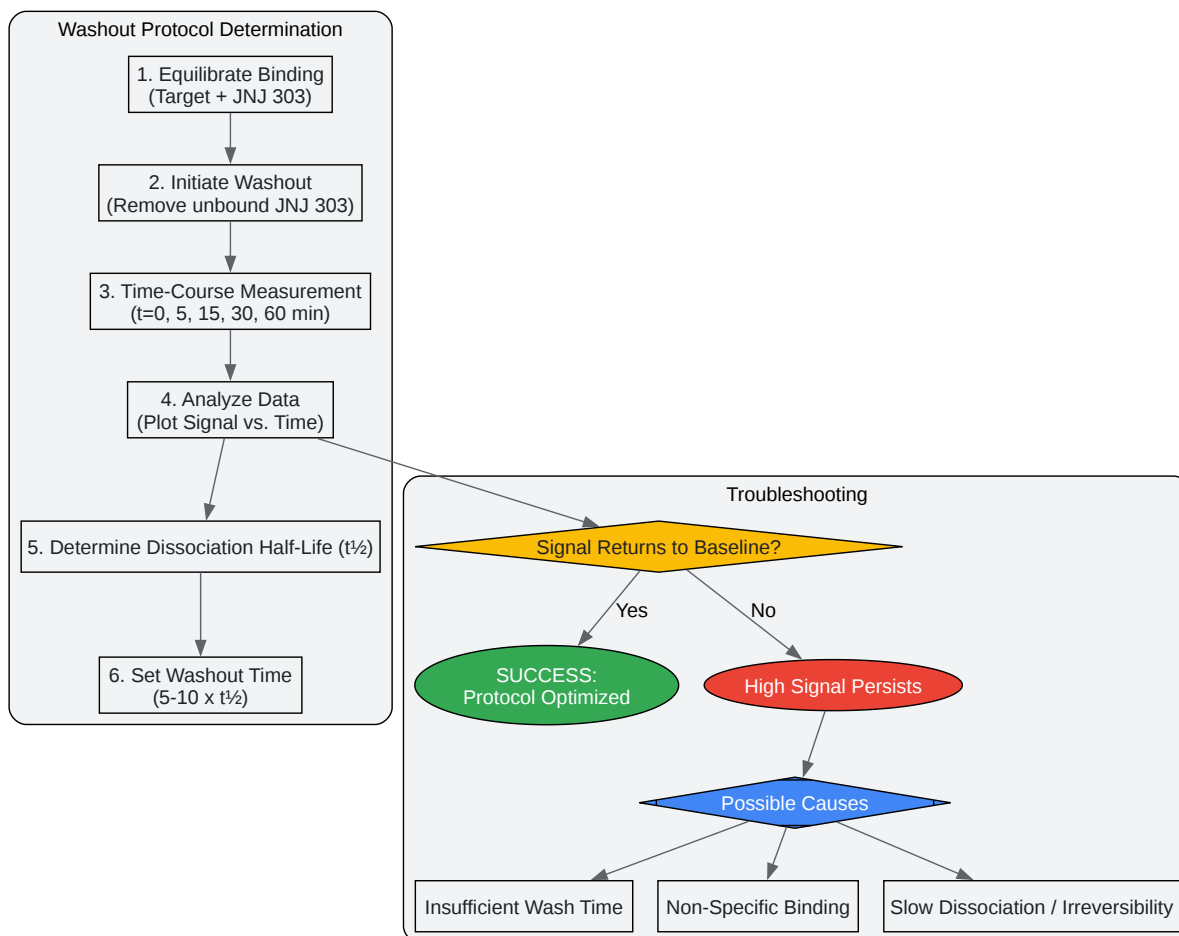 Washout Protocol Determination
1. Equilibrate Binding
(Target + JNJ 303)
2. Initiate Washout
(Remove unbound JNJ 303)
3. Time-Course Measurement
(t=0, 5, 15, 30, 60 min)
4. Analyze Data
(Plot Signal vs. Time)
5. Determine Dissociation Half-Life (t½)
6. Set Washout Time
(5-10 x t½)
Troubleshooting
Signal Returns to Baseline?
Yes
No
SUCCESS:
Protocol Optimized
High Signal Persists
Possible Causes
Insufficient Wash Time
Non-Specific Binding
Slow Dissociation / Irreversibility